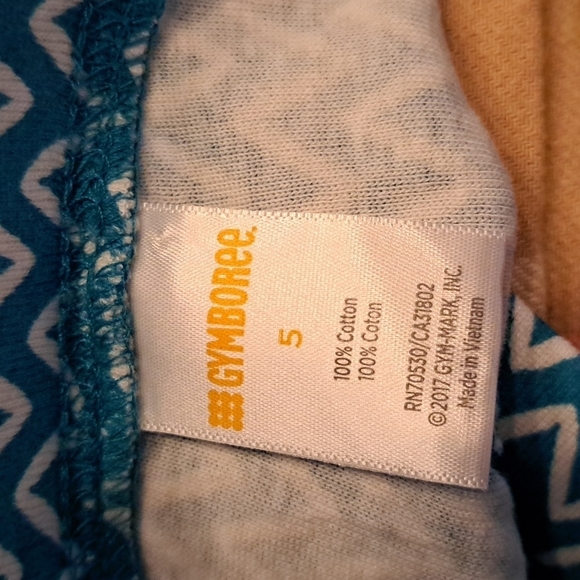 GYMBOREE.
5
100% Cotton
100% Coton
RN70530/CA31802
©2017 GYM-MARK, INC.
Made in Vietnam